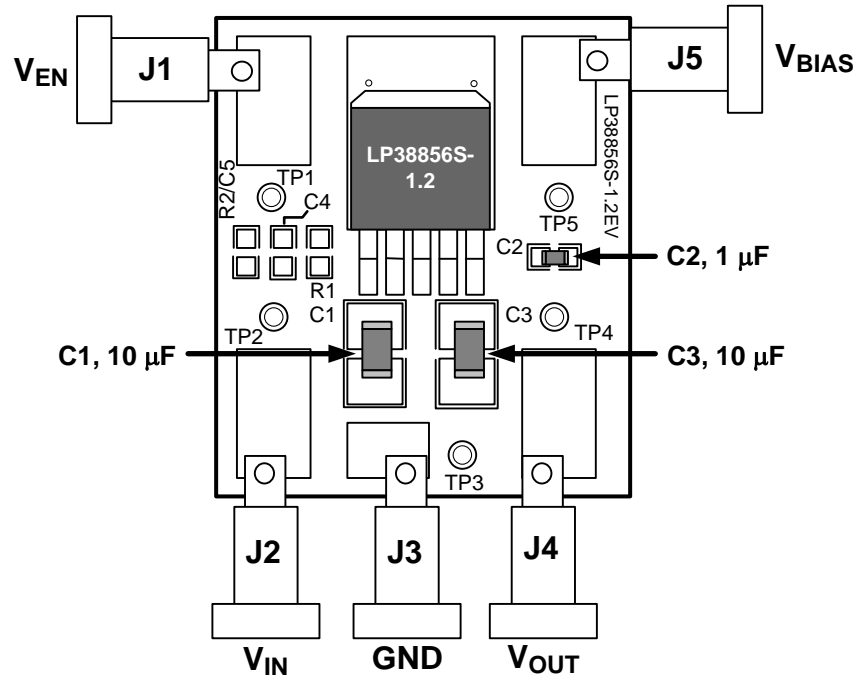 VEN
J1
J5
VBIAS
LP38856S-
1.2
LP38856S-1.2EV
R2/C5
TP1
C4
TP5
C2
C2, 1 μF
R1
C1
C3
TP2
TP4
C1, 10 μF
C3, 10 μF
TP3
J2
J3
J4
VIN
GND
VOUT